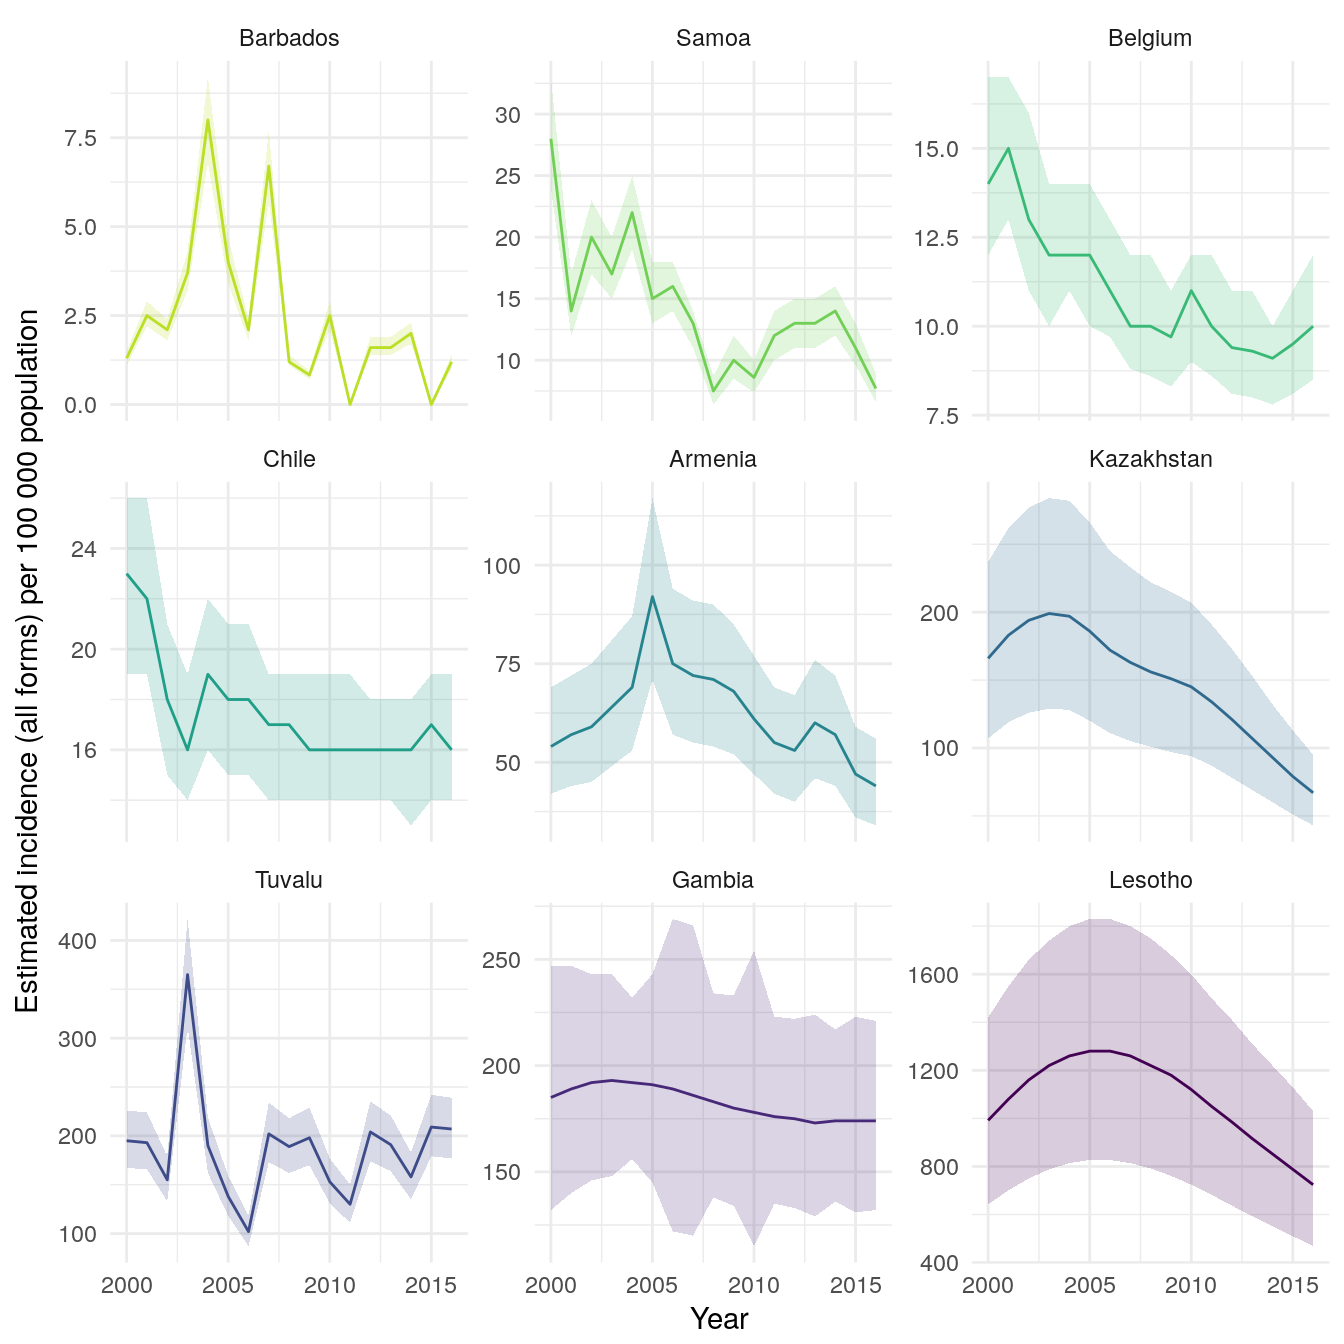 Barbados Samoa Belgium
7.5 5.0 2.5 0.0
30 25 20 15 10
15.0 12.5 10.0 7.5
Chile Armenia Kazakhstan
24 20 16
100 75 50
200 100
Tuvalu Gambia Lesotho
400 300 200 100
250 200 150
1600 1200 800 400
2000 2005 2010 2015 2000 2005 2010 2015 2000 2005 2010 2015
Year
Estimated incidence (all forms) per 100 000 population